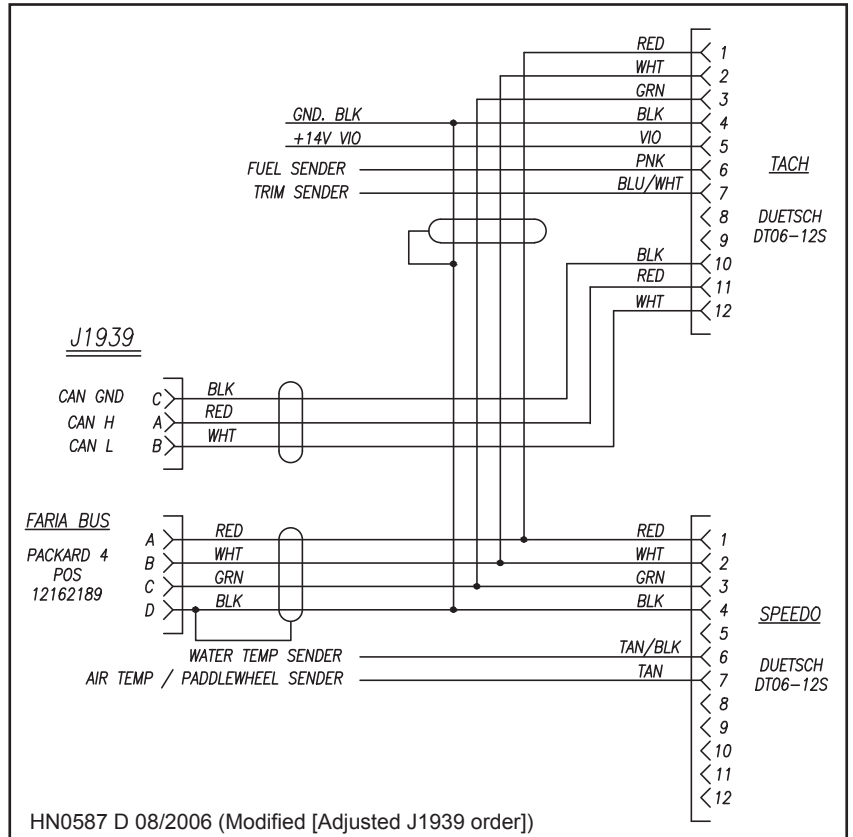 RED 1
WHT 2
GRN 3
GND. BLK BLK 4
+14V VIO VIO 5
FUEL SENDER PNK 6
TRIM SENDER BLU/WHT 7
8
9
BLK 10
RED 11
WHT 12
TACH
DUETSCH
DT06-12S
J1939
CAN GND C BLK
CAN H A RED
CAN L B WHT
FARIA BUS
PACKARD 4
POS
12162189
A RED RED 1
B WHT WHT 2
C GRN GRN 3
D BLK BLK 4
5
WATER TEMP SENDER TAN/BLK 6
AIR TEMP / PADDLEWHEEL SENDER TAN 7
8
9
10
11
12
SPEEDO
DUETSCH
DT06-12S
HN0587 D 08/2006 (Modified [Adjusted J1939 order])